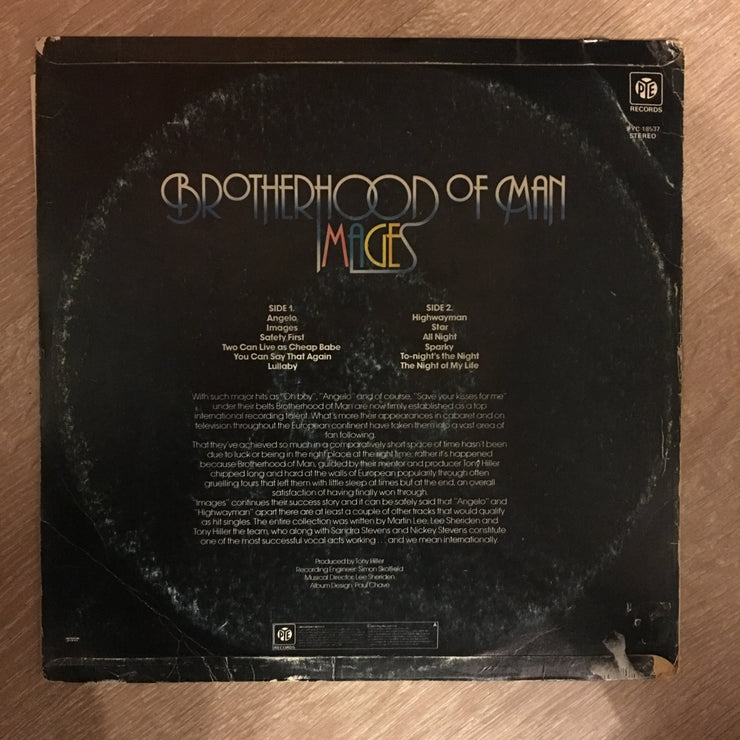 PYE
RECORDS
PYC 18537
STEREO
BROTHERHOOD OF MAN
IMAGES
SIDE 1.
Angelo
Images
Safety First
Two Can Live as Cheap Babe
You Can Say That Again
Lullaby
SIDE 2.
Highwayman
Star
All Night
Sparky
To-night's the Night
The Night of My Life
With such major hits as "Oh boy", "Angelo" and of course, "Save your kisses for me"
under their belts Brotherhood of Man are now firmly established as a top
international recording talent. What's more their appearances in cabaret and on
television throughout the European continent have taken them into a vast area of
fan following.
That they've achieved so much in a comparatively short space of time hasn't been
due to luck or being in the right place at the right time; rather it's happened
because Brotherhood of Man, guided by their mentor and producer Tony Hiller
chipped long and hard at the walls of European popularity through often
gruelling tours that left them with little sleep at times but at the end, an overall
satisfaction of having finally won through.
"Images" continues their success story and it can be safely said that "Angelo" and
"Highwayman" apart there are at least a couple of other tracks that would qualify
as hit singles. The entire collection was written by Martin Lee, Lee Sheriden and
Tony Hiller the team, who along with Sandra Stevens and Nickey Stevens constitute
one of the most successful vocal acts working . . . and we mean internationally.
Produced by Tony Hiller
Recording Engineer: Simon Skolfield
Musical Director: Lee Sheriden
Album Design: Paul Chave
PYE
RECORDS